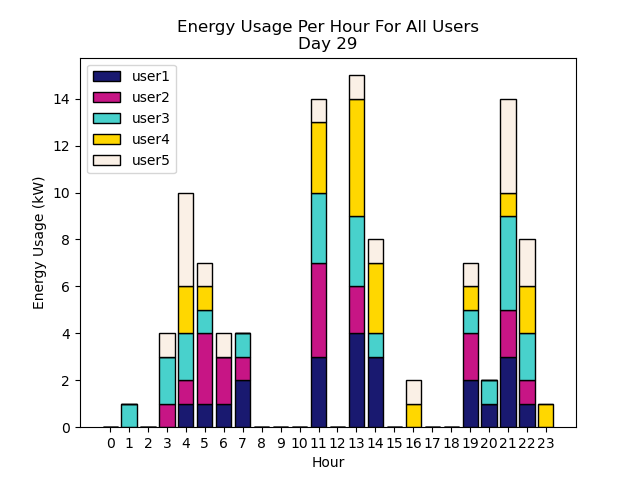 Energy Usage Per Hour For All Users
Day 29
user1
user2
user3
user4
user5
Energy Usage (kW)
14
12
10
8
6
4
2
0
0 1 2 3 4 5 6 7 8 9 10 11 12 13 14 15 16 17 18 19 20 21 22 23
Hour